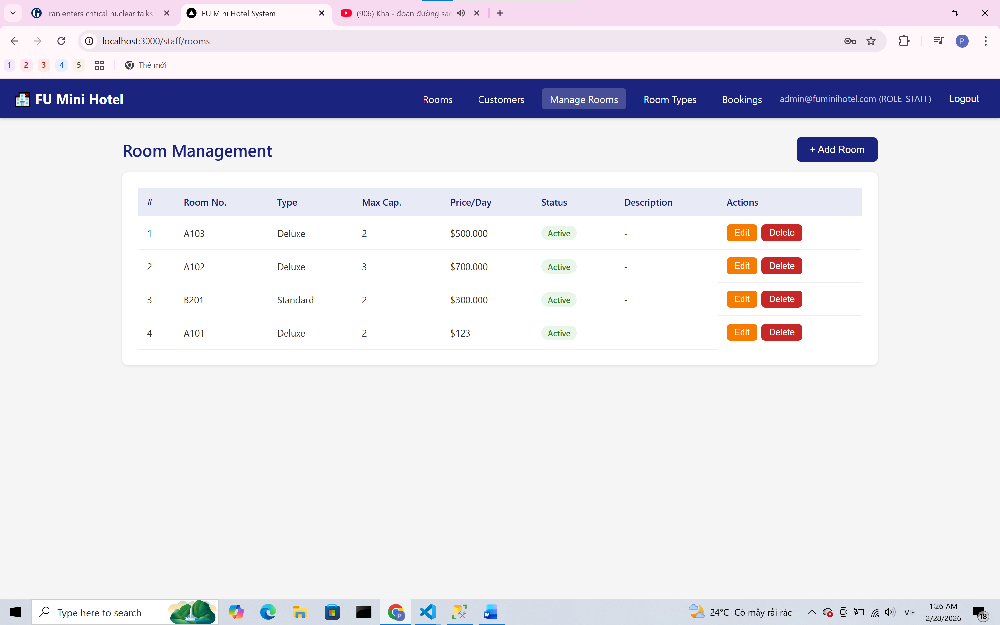 Iran enters critical nuclear talks
FU Mini Hotel System
(906) Kha - đoạn đường sao
localhost:3000/staff/rooms
P
1 2 3 4 5 Thẻ mới
FU Mini Hotel
Rooms Customers Manage Rooms Room Types Bookings admin@fuminihotel.com (ROLE_STAFF) Logout
Room Management
+ Add Room
# Room No. Type Max Cap. Price/Day Status Description Actions
1 A103 Deluxe 2 $500.000 Active - Edit Delete
2 A102 Deluxe 3 $700.000 Active - Edit Delete
3 B201 Standard 2 $300.000 Active - Edit Delete
4 A101 Deluxe 2 $123 Active - Edit Delete
Type here to search
24°C Có mây rải rác
VIE
1:26 AM
2/28/2026
18